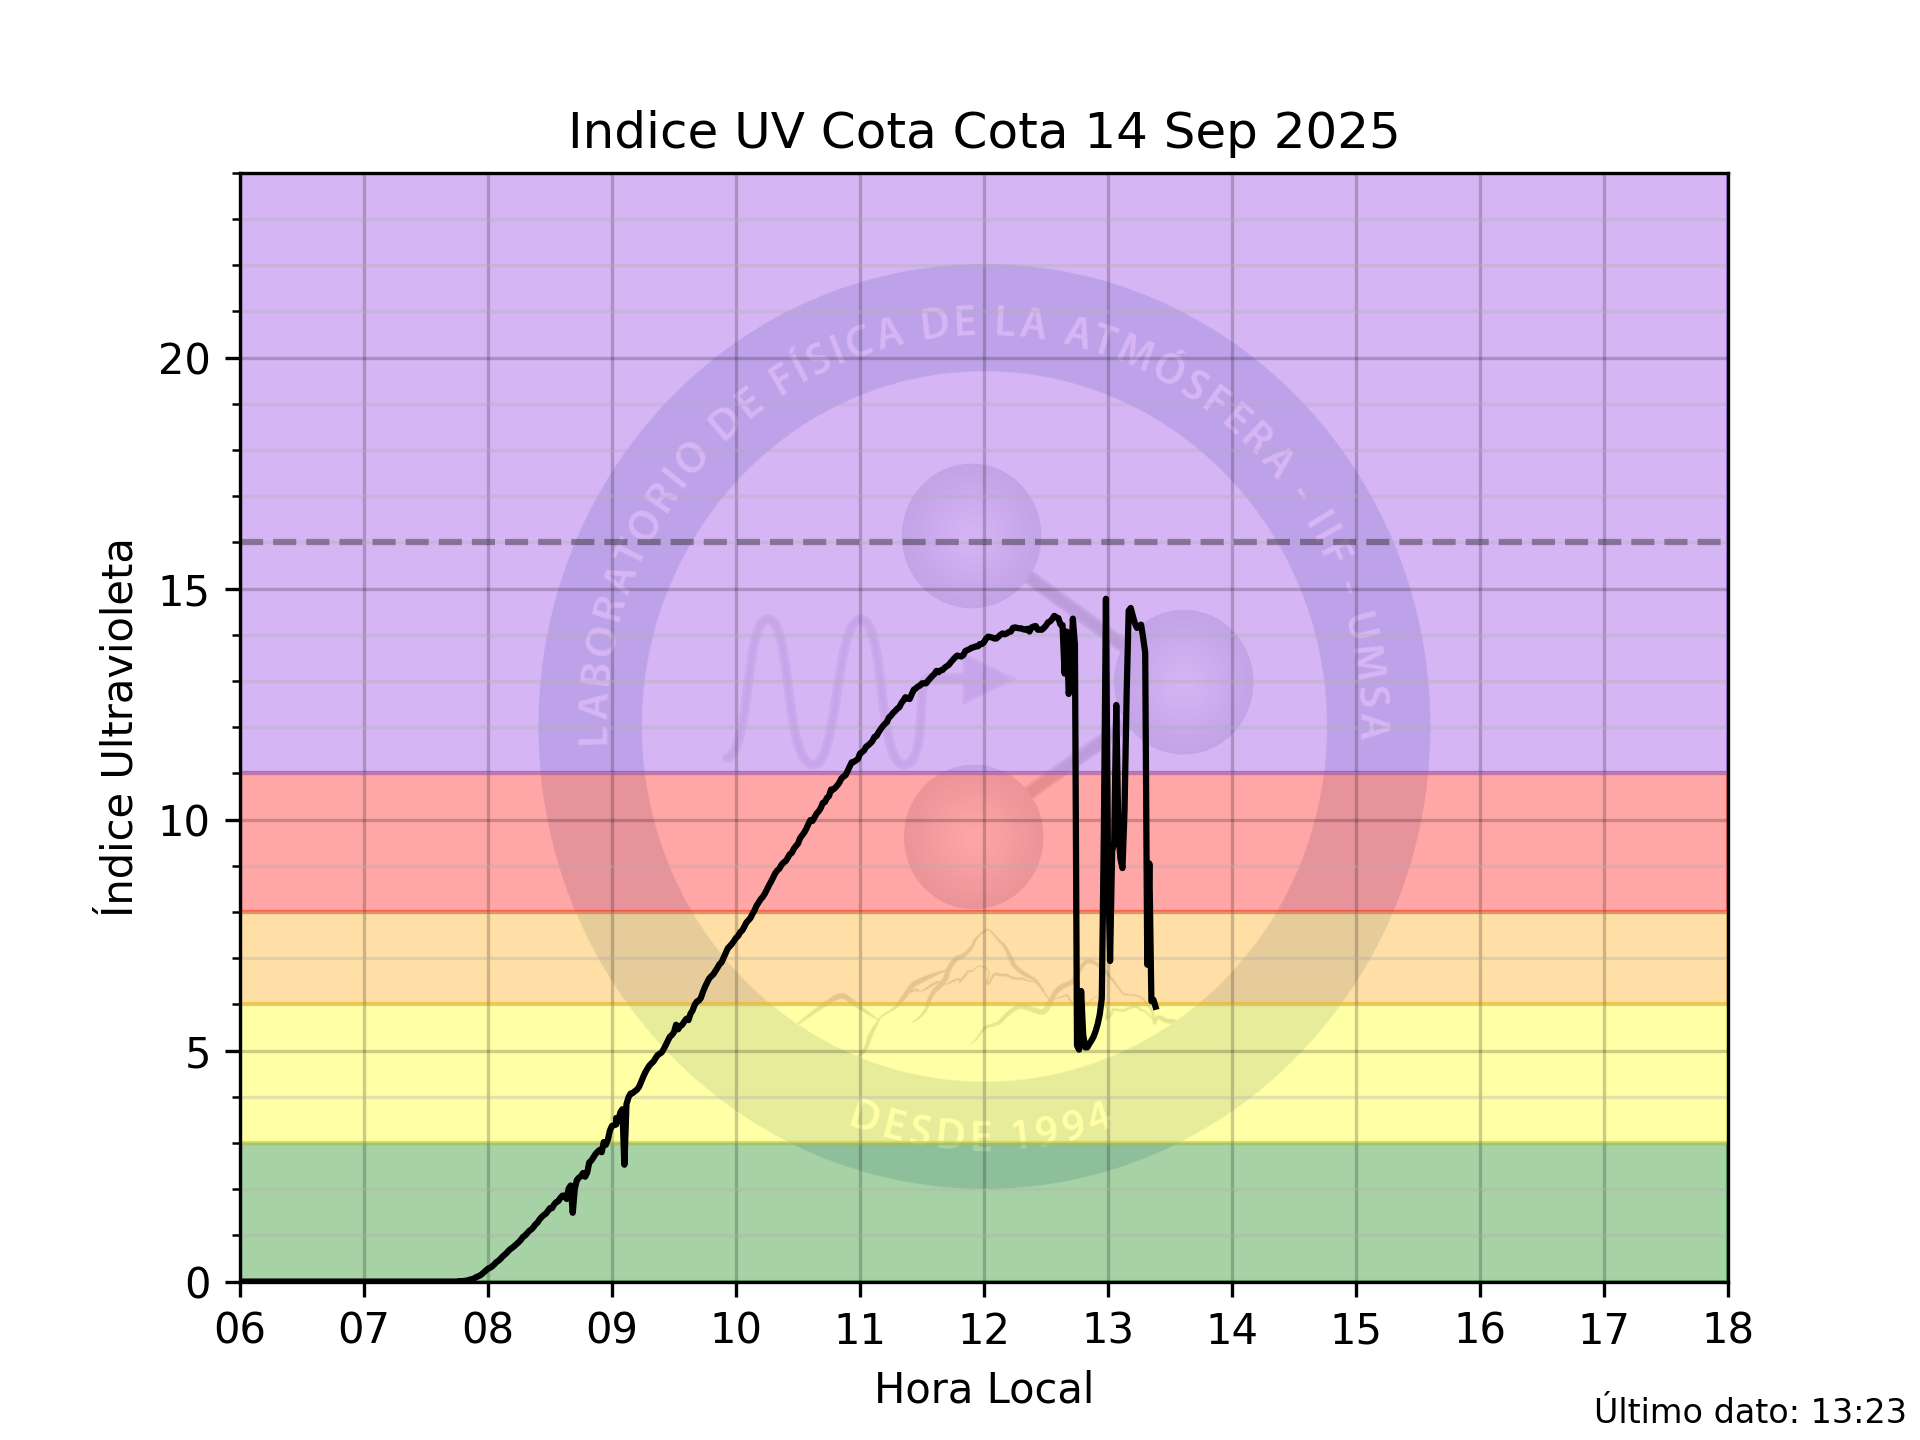 Indice UV Cota Cota 14 Sep 2025
LABORATORIO DE FÍSICA DE LA ATMÓSFERA - IIF - UMSA
DESDE 1994
Índice Ultravioleta
20
15
10
5
0
06 07 08 09 10 11 12 13 14 15 16 17 18
Hora Local
Último dato: 13:23